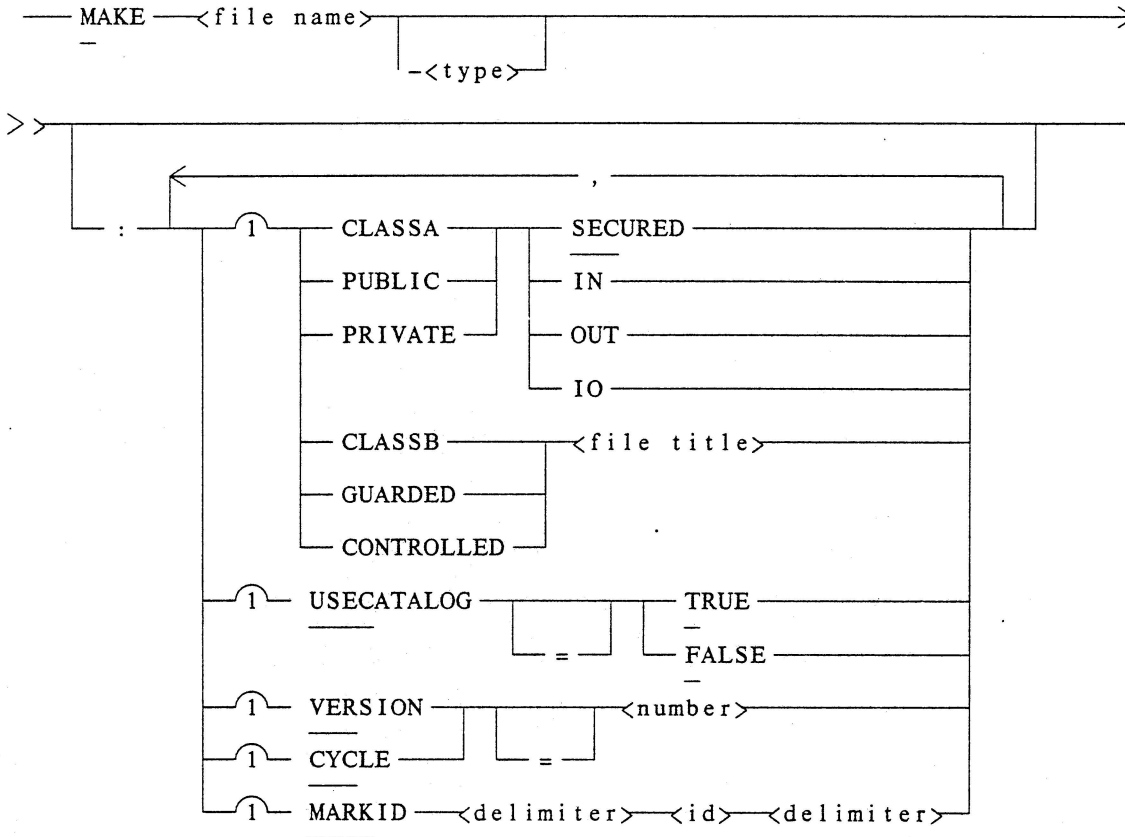 MAKE <file name>
-<type>
,
: 1 CLASSA SECURED
PUBLIC IN
PRIVATE OUT
IO
CLASSB <file title>
GUARDED
CONTROLLED
1 USECATALOG TRUE
= FALSE
1 VERSION <number>
1 CYCLE =
1 MARKID <delimiter> <id> <delimiter>